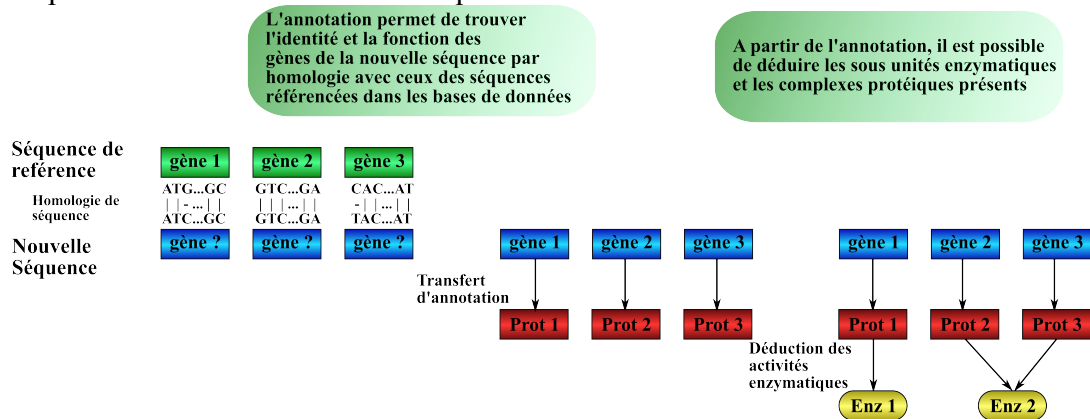 L'annotation permet de trouver
l'identité et la fonction des
gènes de la nouvelle séquence par
homologie avec ceux des séquences
référencées dans les bases de données
A partir de l'annotation, il est possible
de déduire les sous unités enzymatiques
et les complexes protéiques présents
Séquence de
reférence
gène 1 gène 2 gène 3
Homologie de
séquence
ATG...GC GTC...GA CAC...AT
| | - ... | | | | | ... | | - | | ... | |
ATC...GC GTC...GA TAC...AT
Nouvelle
Séquence
gène ? gène ? gène ?
gène 1 gène 2 gène 3
gène 1 gène 2 gène 3
Transfert
d'annotation
Prot 1 Prot 2 Prot 3
Prot 1 Prot 2 Prot 3
Déduction des
activités
enzymatiques
Enz 1 Enz 2